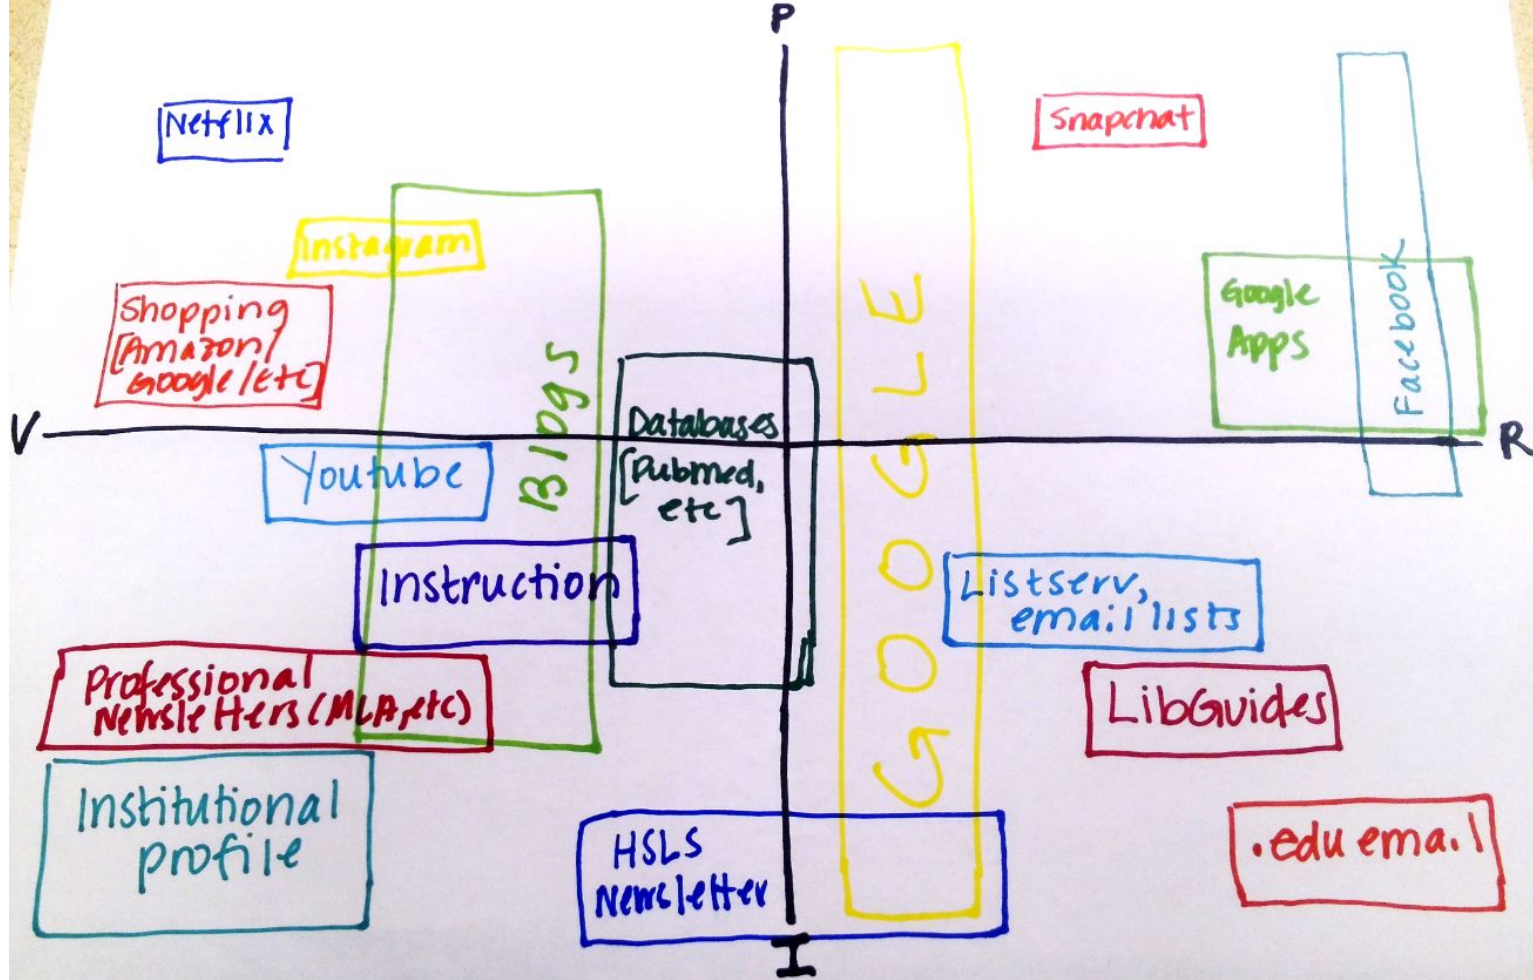 P
Netflix
Snapchat
Instagram
Shopping
[Amazon/
Google/etc]
Google
Apps
Facebook
Blogs
GOOGLE
V
R
Databases
[Pubmed,
etc]
Youtube
Instruction
Listserv,
email lists
Professional
Newsletters (MLA, etc)
LibGuides
Institutional
profile
HSLS
Newsletter
.edu email
I